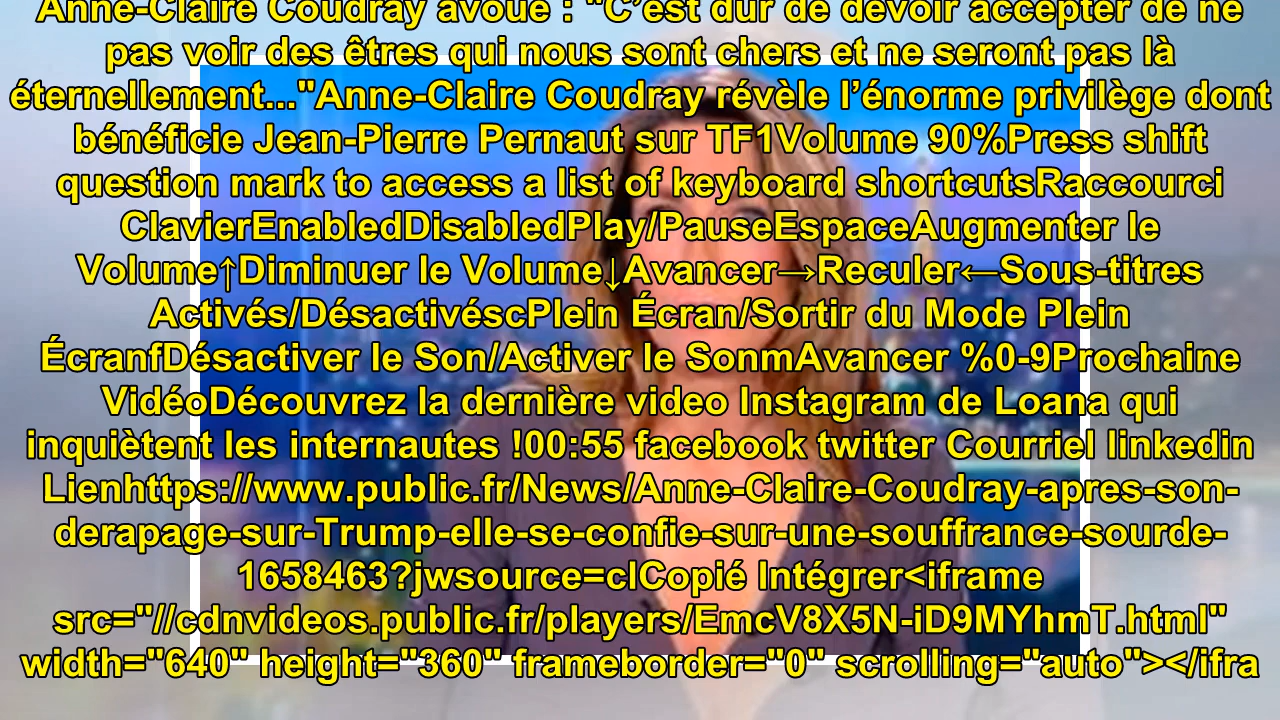 Anne-Claire Coudray avoue : "C’est dur de devoir accepter de ne
pas voir des êtres qui nous sont chers et ne seront pas là
éternellement..."Anne-Claire Coudray révèle l’énorme privilège dont
bénéficie Jean-Pierre Pernaut sur TF1Volume 90%Press shift
question mark to access a list of keyboard shortcutsRaccourci
ClavierEnabledDisabledPlay/PauseEspaceAugmenter le
Volume↑Diminuer le Volume↓Avancer→Reculer←Sous-titres
Activés/DésactivéscPlein Écran/Sortir du Mode Plein
ÉcranfDésactiver le Son/Activer le SonmAvancer %0-9Prochaine
VidéoDécouvrez la dernière video Instagram de Loana qui
inquiètent les internautes !00:55 facebook twitter Courriel linkedin
Lienhttps://www.public.fr/News/Anne-Claire-Coudray-apres-son-
derapage-sur-Trump-elle-se-confie-sur-une-souffrance-sourde-
1658463?jwsource=clCopié Intégrer<iframe
src="//cdnvideos.public.fr/players/EmcV8X5N-iD9MYhmT.html"
width="640" height="360" frameborder="0" scrolling="auto"></ifra